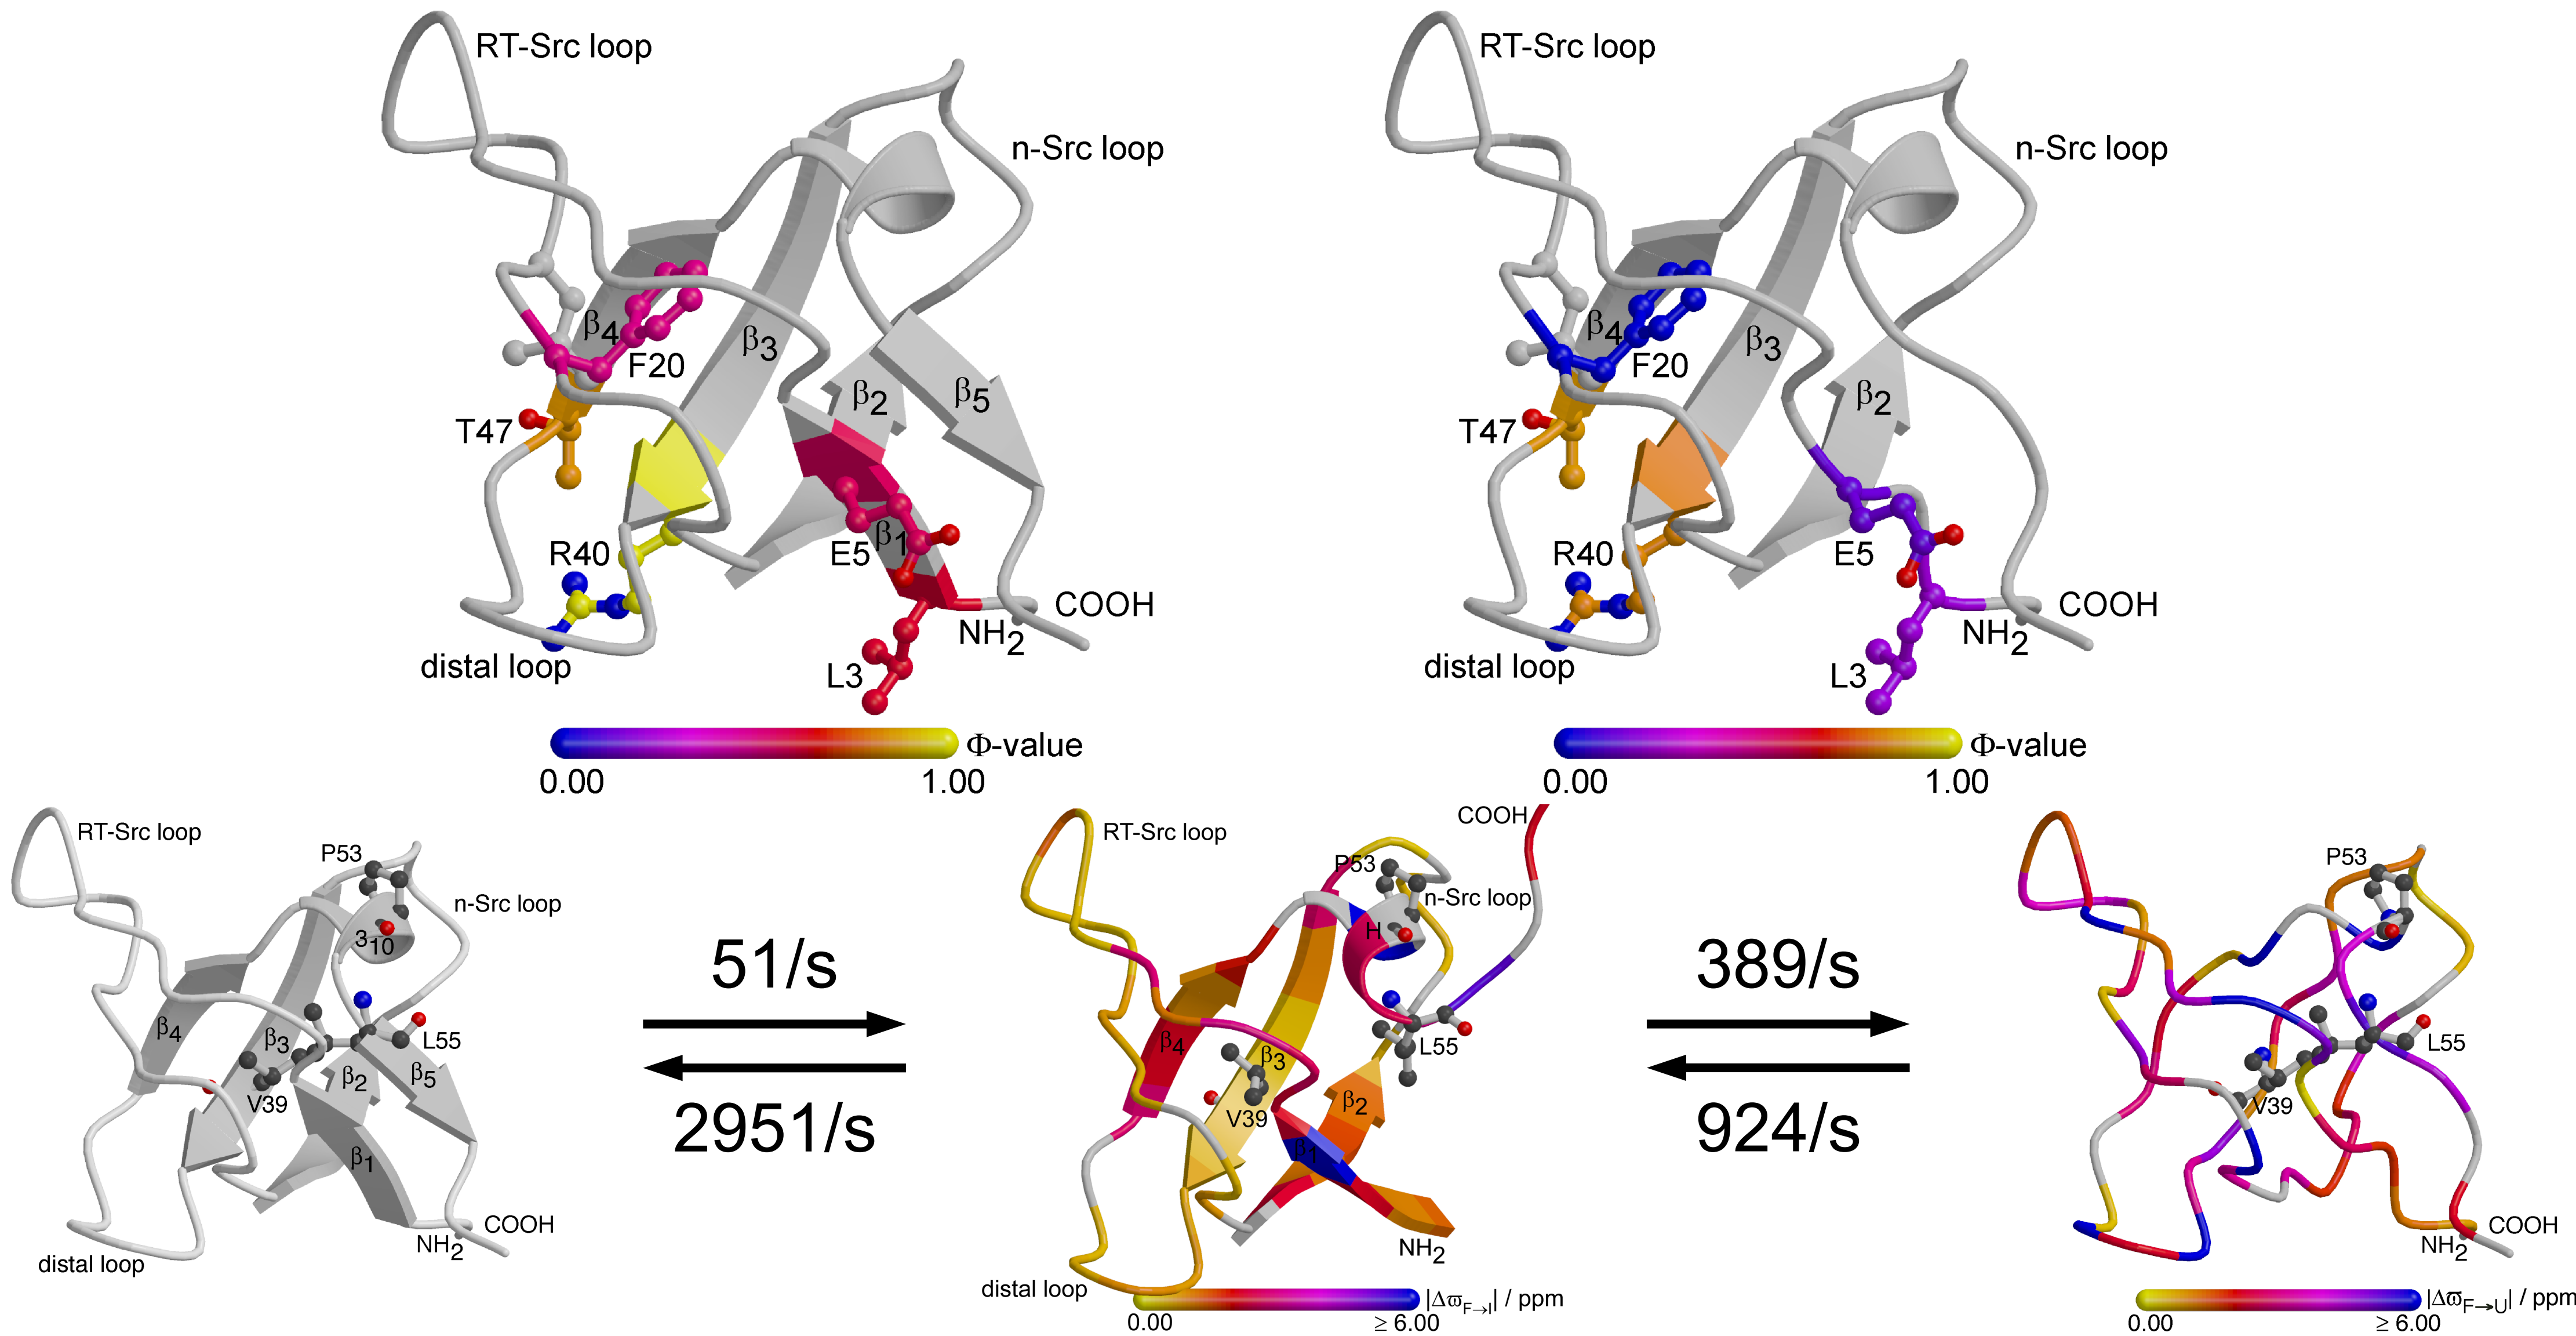 RT-Src loop
n-Src loop
β4
β3
F20
β2
β5
T47
R40
E5
β1
COOH
NH2
L3
distal loop
Φ-value
0.00
1.00
RT-Src loop
n-Src loop
β4
β3
F20
β2
T47
R40
E5
COOH
NH2
L3
distal loop
Φ-value
0.00
1.00
RT-Src loop
P53
n-Src loop
310
β4
β3
L55
β2
β5
V39
β1
COOH
NH2
distal loop
51/s
2951/s
COOH
RT-Src loop
P53
n-Src loop
H
β4
β3
L55
β2
V39
β1
NH2
distal loop
|ΔϖF→I| / ppm
0.00
≥ 6.00
389/s
924/s
P53
L55
V39
COOH
NH2
|ΔϖF→U| / ppm
0.00
≥ 6.00